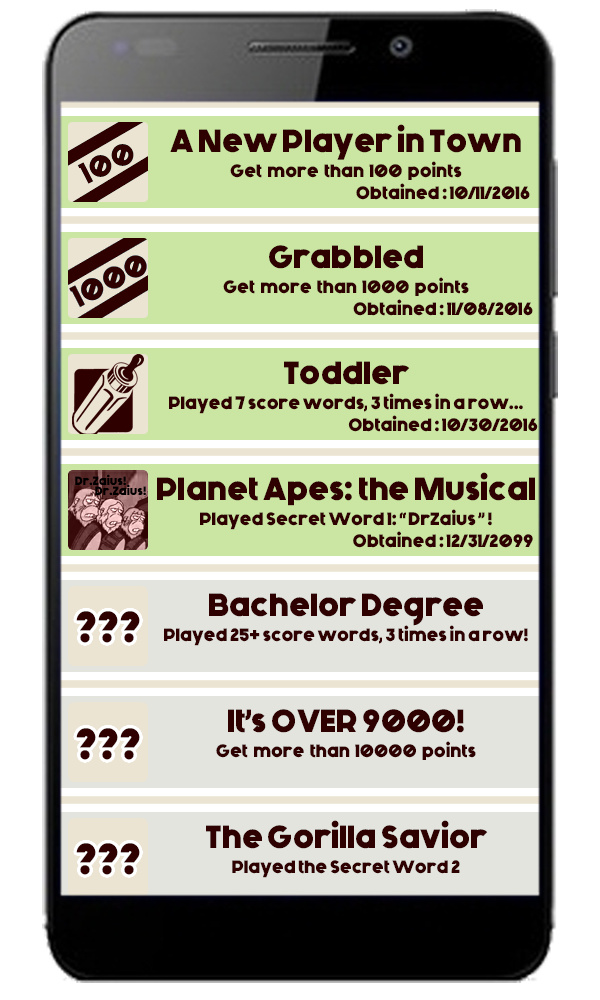 100
A New Player in Town
Get more than 100 points
Obtained : 10/11/2016
1000
Grabbled
Get more than 1000 points
Obtained : 11/08/2016
Toddler
Played 7 score words, 3 times in a row...
Obtained : 10/30/2016
Dr.Zaius!
Dr.Zaius!
Planet Apes: the Musical
Played Secret Word 1: "DrZaius" !
Obtained : 12/31/2099
???
Bachelor Degree
Played 25+ score words, 3 times in a row!
???
It's OVER 9000!
Get more than 10000 points
???
The Gorilla Savior
Played the Secret Word 2